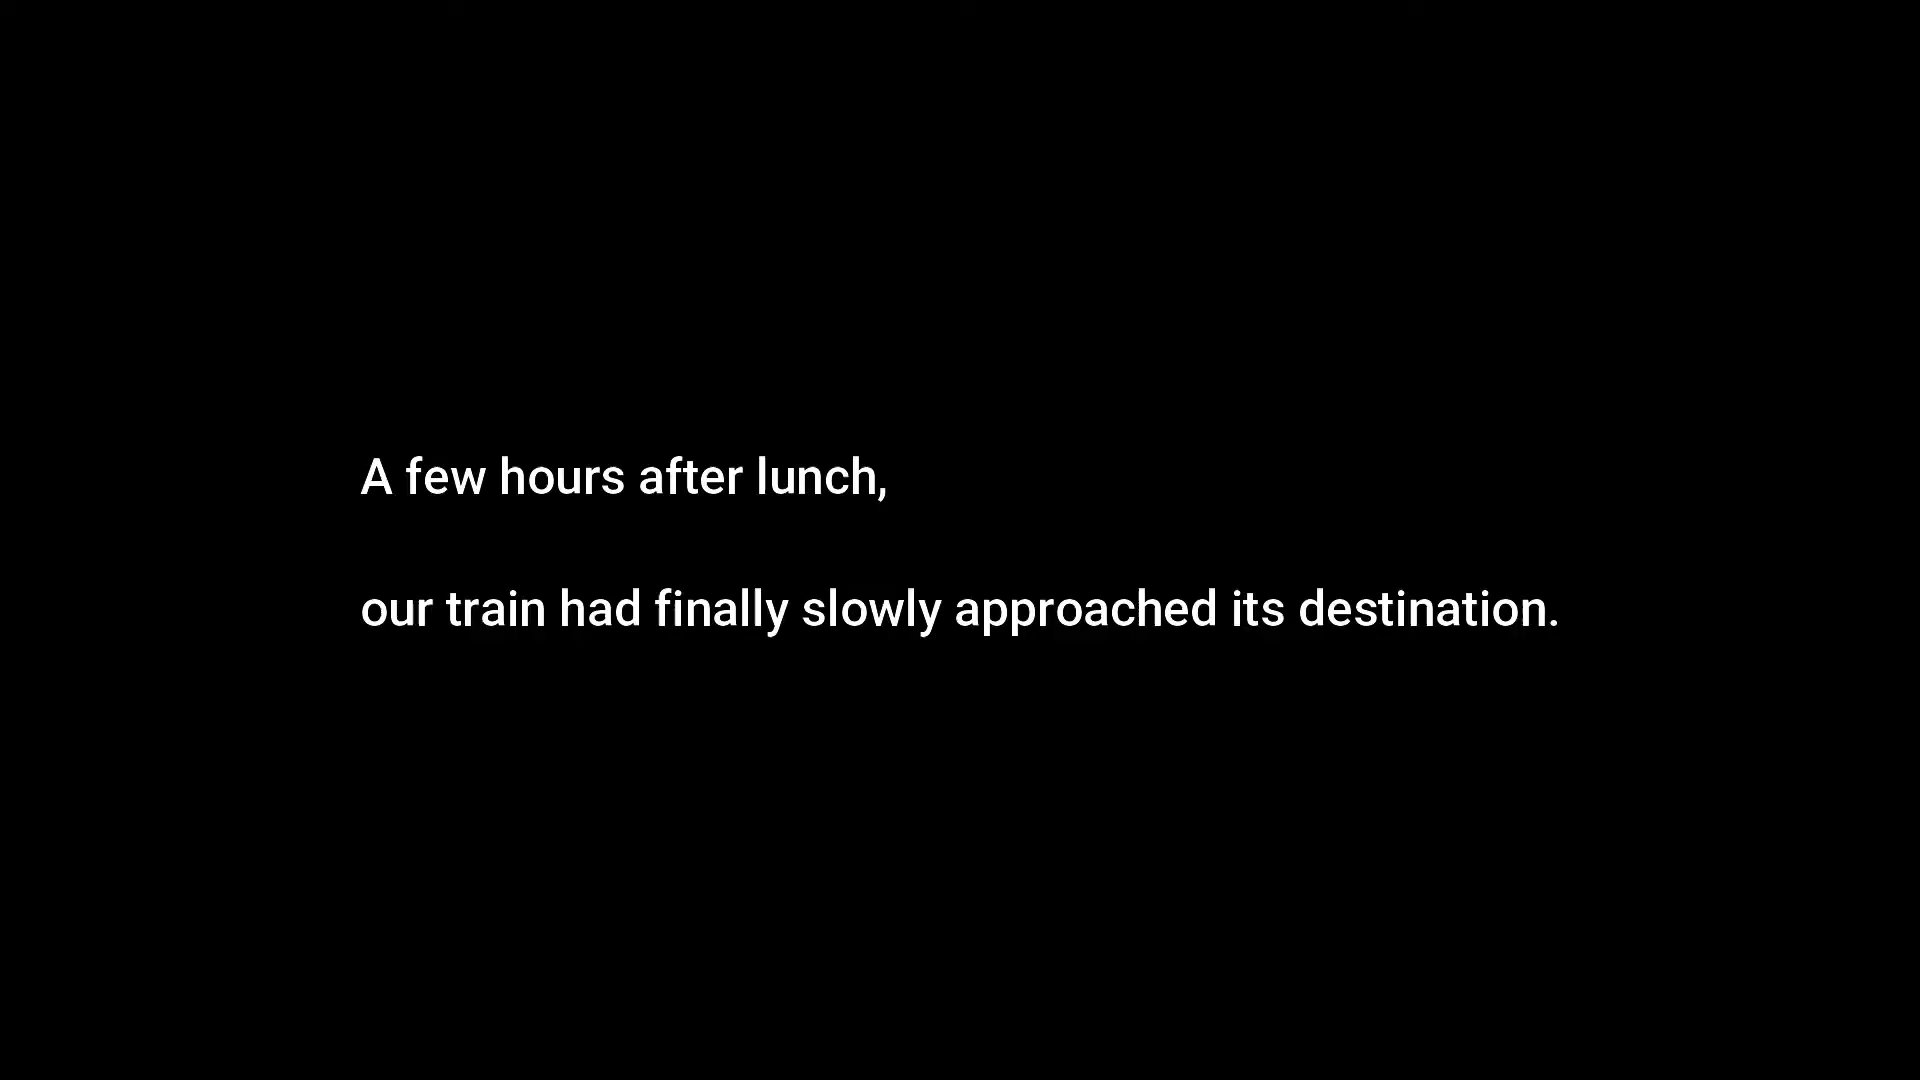 A few hours after lunch,
our train had finally slowly approached its destination.